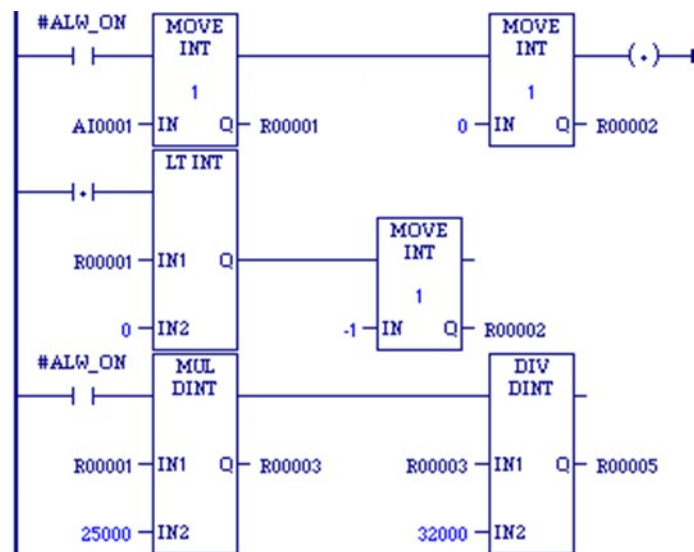 #ALW_ON
MOVE INT
MOVE INT
1
1
AI0001 IN Q R00001
0 IN Q R00002
LT INT
R00001 IN1 Q
MOVE INT
1
0 IN2
-1 IN Q R00002
#ALW_ON
MUL DINT
DIV DINT
R00001 IN1 Q R00003
R00003 IN1 Q R00005
25000 IN2
32000 IN2